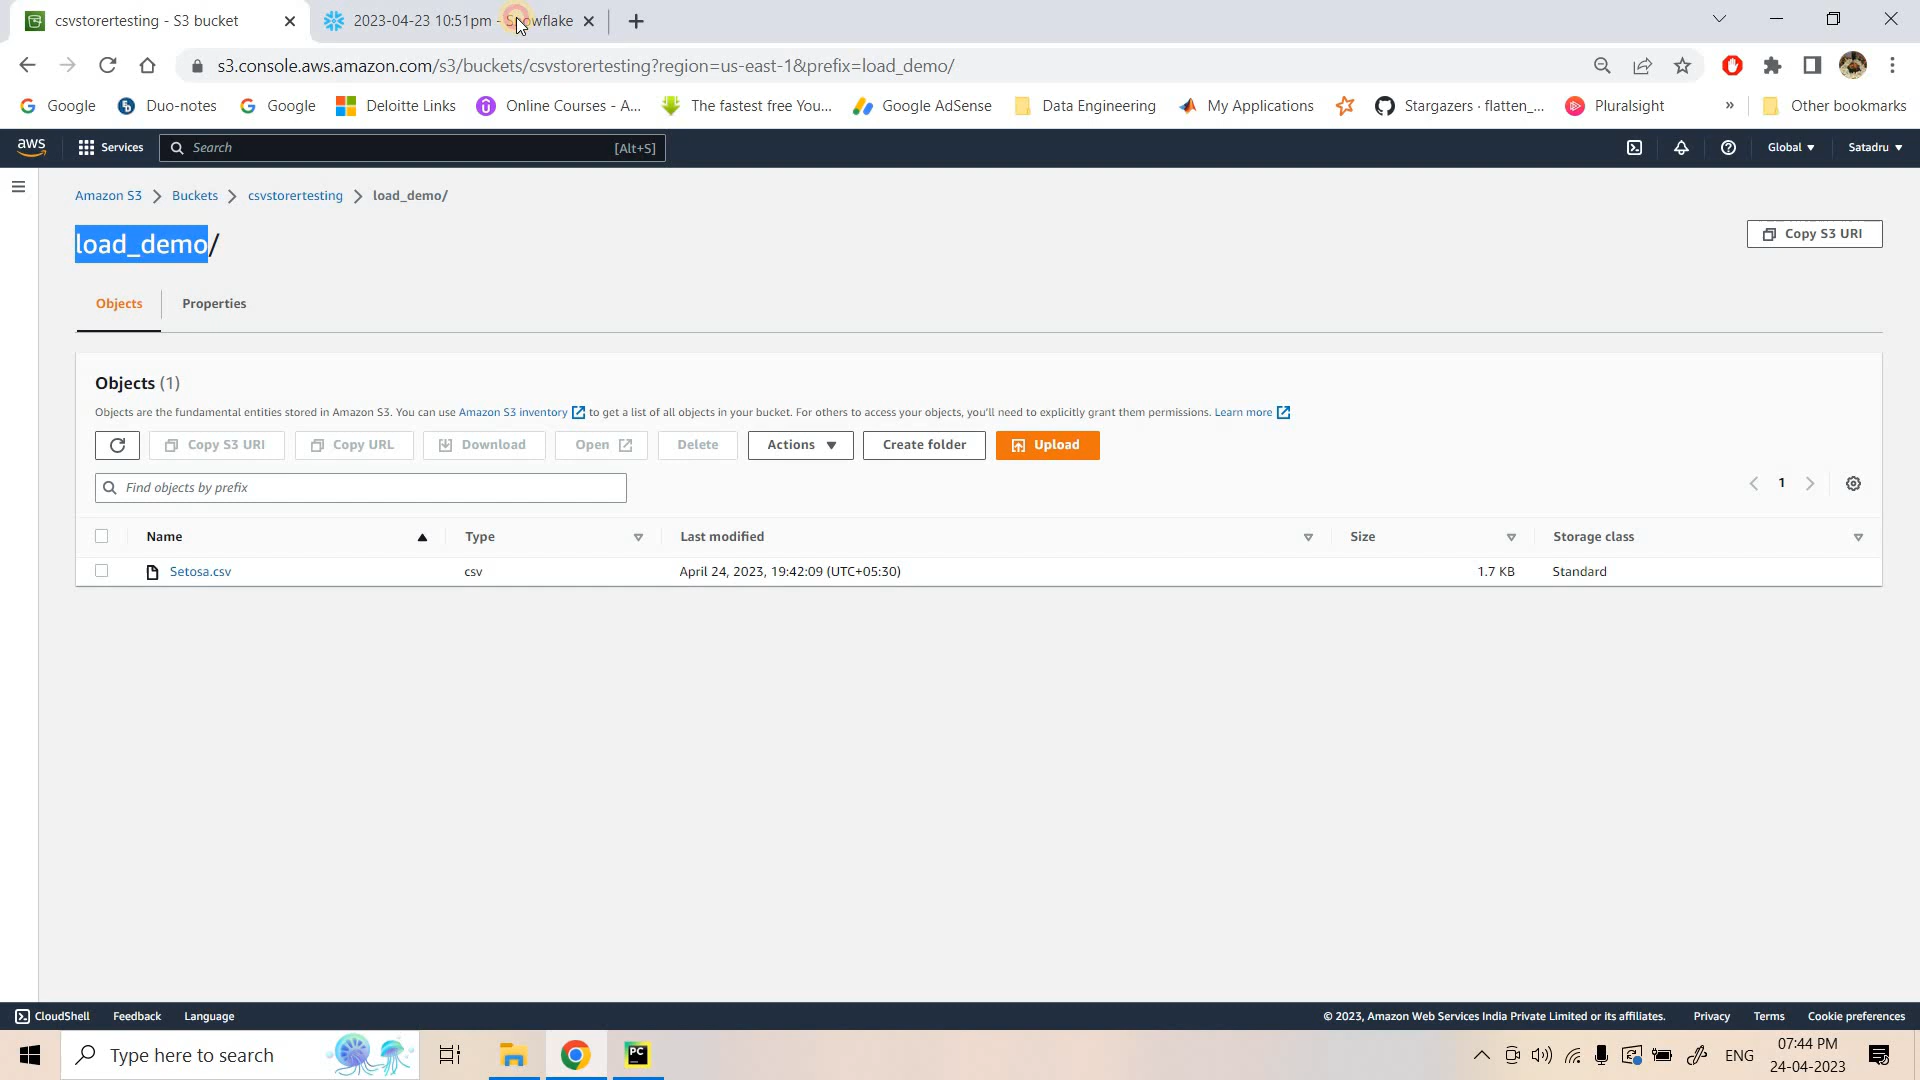 csvstorertesting - S3 bucket
2023-04-23 10:51pm - Snowflake
s3.console.aws.amazon.com/s3/buckets/csvstorertesting?region=us-east-1&prefix=load_demo/
Google Duo-notes Google Deloitte Links Online Courses - A... The fastest free You... Google AdSense Data Engineering My Applications Stargazers · flatten_... Pluralsight » Other bookmarks
aws Services Search [Alt+S] Global Satadru
Amazon S3 Buckets csvstorertesting load_demo/
load_demo/
Copy S3 URI
Objects Properties
Objects (1)
Objects are the fundamental entities stored in Amazon S3. You can use Amazon S3 inventory to get a list of all objects in your bucket. For others to access your objects, you'll need to explicitly grant them permissions. Learn more
Copy S3 URI Copy URL Download Open Delete Actions Create folder Upload
Find objects by prefix
1
Name Type Last modified Size Storage class
Setosa.csv csv April 24, 2023, 19:42:09 (UTC+05:30) 1.7 KB Standard
CloudShell Feedback Language © 2023, Amazon Web Services India Private Limited or its affiliates. Privacy Terms Cookie preferences
Type here to search
PC
ENG
07:44 PM
24-04-2023